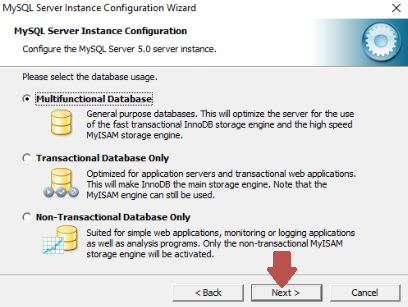 MySQL Server Instance Configuration Wizard
MySQL Server Instance Configuration
Configure the MySQL Server 5.0 server instance.
Please select the database usage.
Multifunctional Database
General purpose databases. This will optimize the server for the use
of the fast transactional InnoDB storage engine and the high speed
MyISAM storage engine.
Transactional Database Only
Optimized for application servers and transactional web applications.
This will make InnoDB the main storage engine. Note that the
MyISAM engine can still be used.
Non-Transactional Database Only
Suited for simple web applications, monitoring or logging applications
as well as analysis programs. Only the non-transactional MyISAM
storage engine will be activated.
< Back Next > Cancel